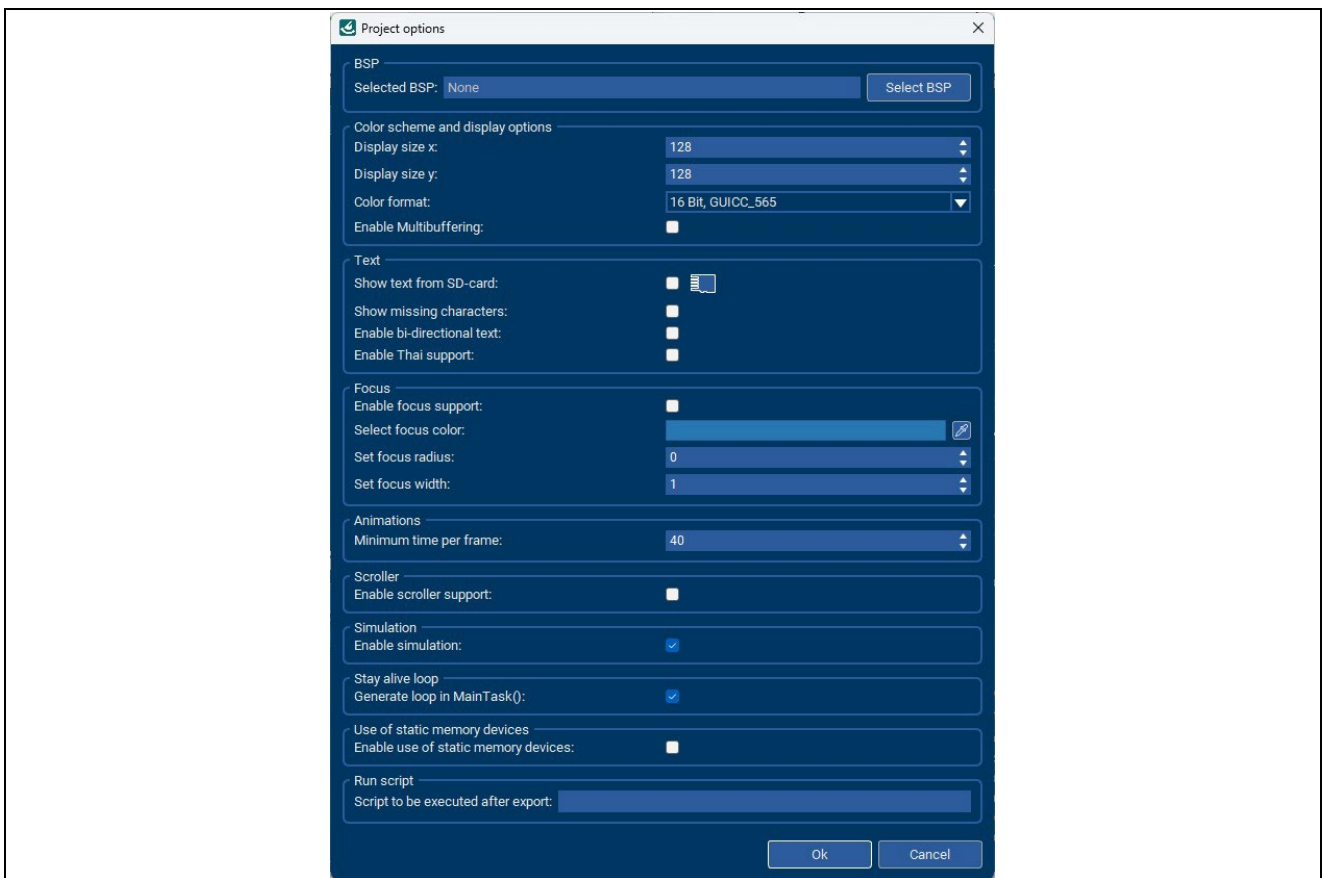 Project options
BSP
Selected BSP: None Select BSP
Color scheme and display options
Display size x: 128
Display size y: 128
Color format: 16 Bit, GUICC_565
Enable Multibuffering:
Text
Show text from SD-card:
Show missing characters:
Enable bi-directional text:
Enable Thai support:
Focus
Enable focus support:
Select focus color:
Set focus radius: 0
Set focus width: 1
Animations
Minimum time per frame: 40
Scroller
Enable scroller support:
Simulation
Enable simulation:
Stay alive loop
Generate loop in MainTask():
Use of static memory devices
Enable use of static memory devices:
Run script
Script to be executed after export:
Ok Cancel